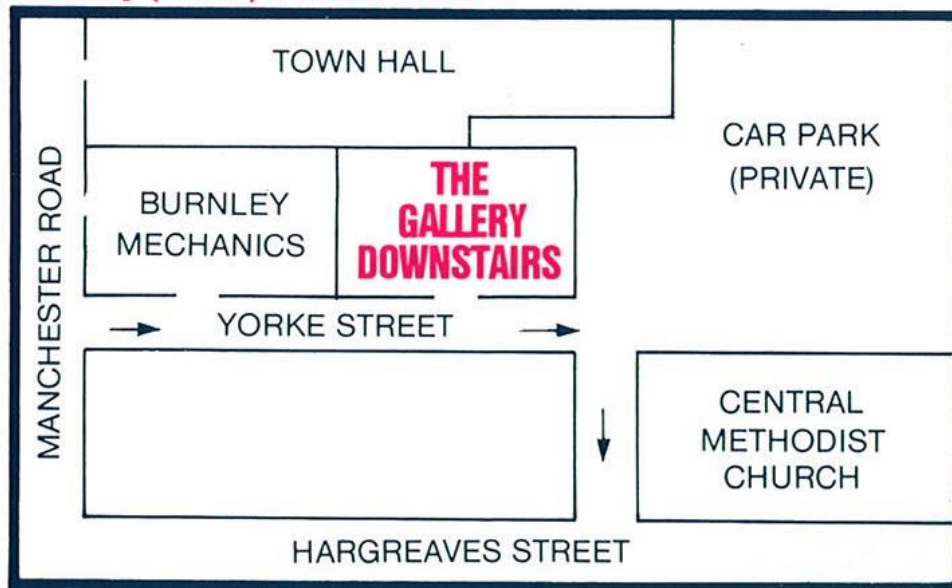 TOWN HALL
CAR PARK
(PRIVATE)
MANCHESTER ROAD
BURNLEY
MECHANICS
THE
GALLERY
DOWNSTAIRS
YORKE STREET
CENTRAL
METHODIST
CHURCH
HARGREAVES STREET